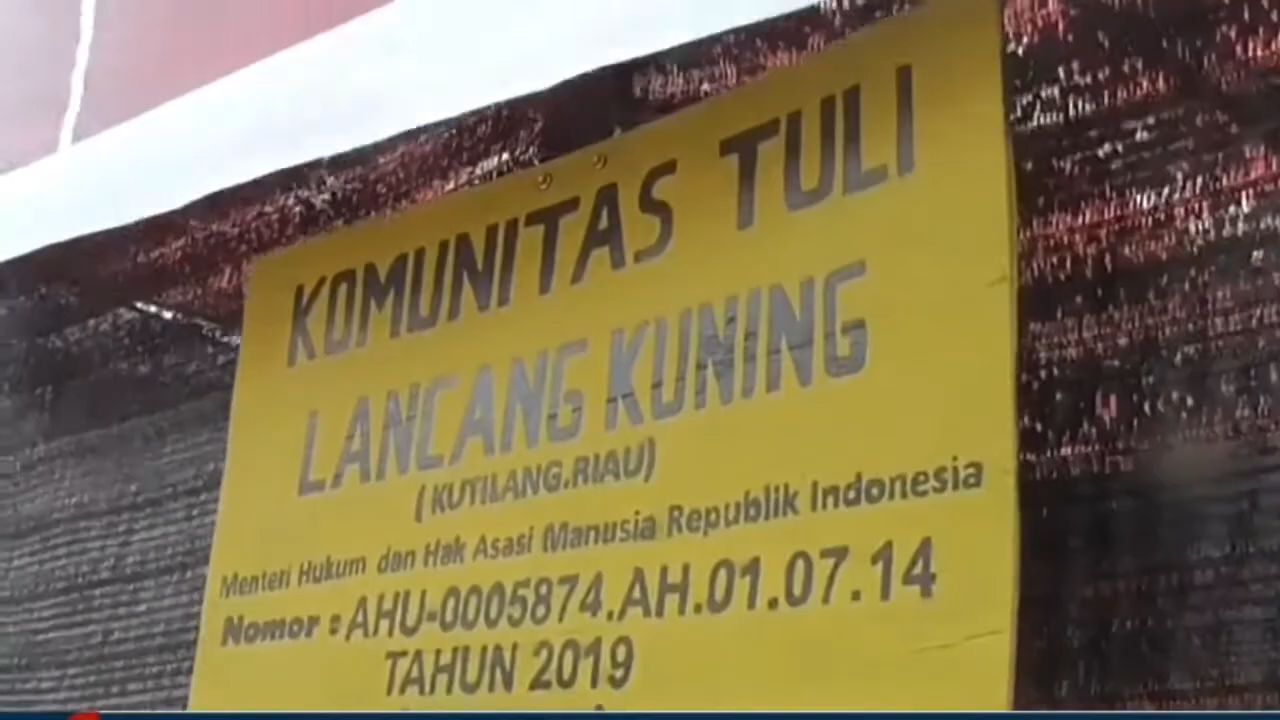 KOMUNITAS TULI
LANCANG KUNING
(KUTILANG.RIAU)
Menteri Hukum dan Hak Asasi Manusia Republik Indonesia
Nomor : AHU-0005874.AH.01.07.14
TAHUN 2019